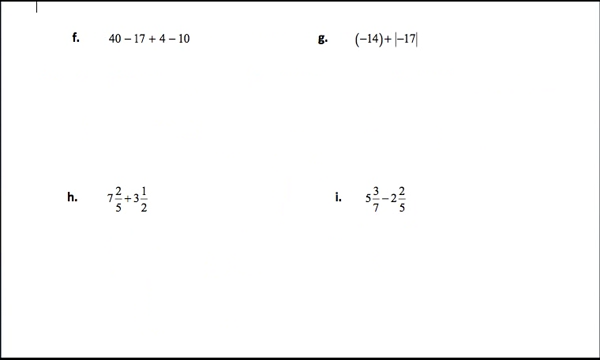 f. 40 − 17 + 4 − 10
g. (−14) + |−17|
h. 7 2/5 + 3 1/2
i. 5 3/7 − 2 2/5